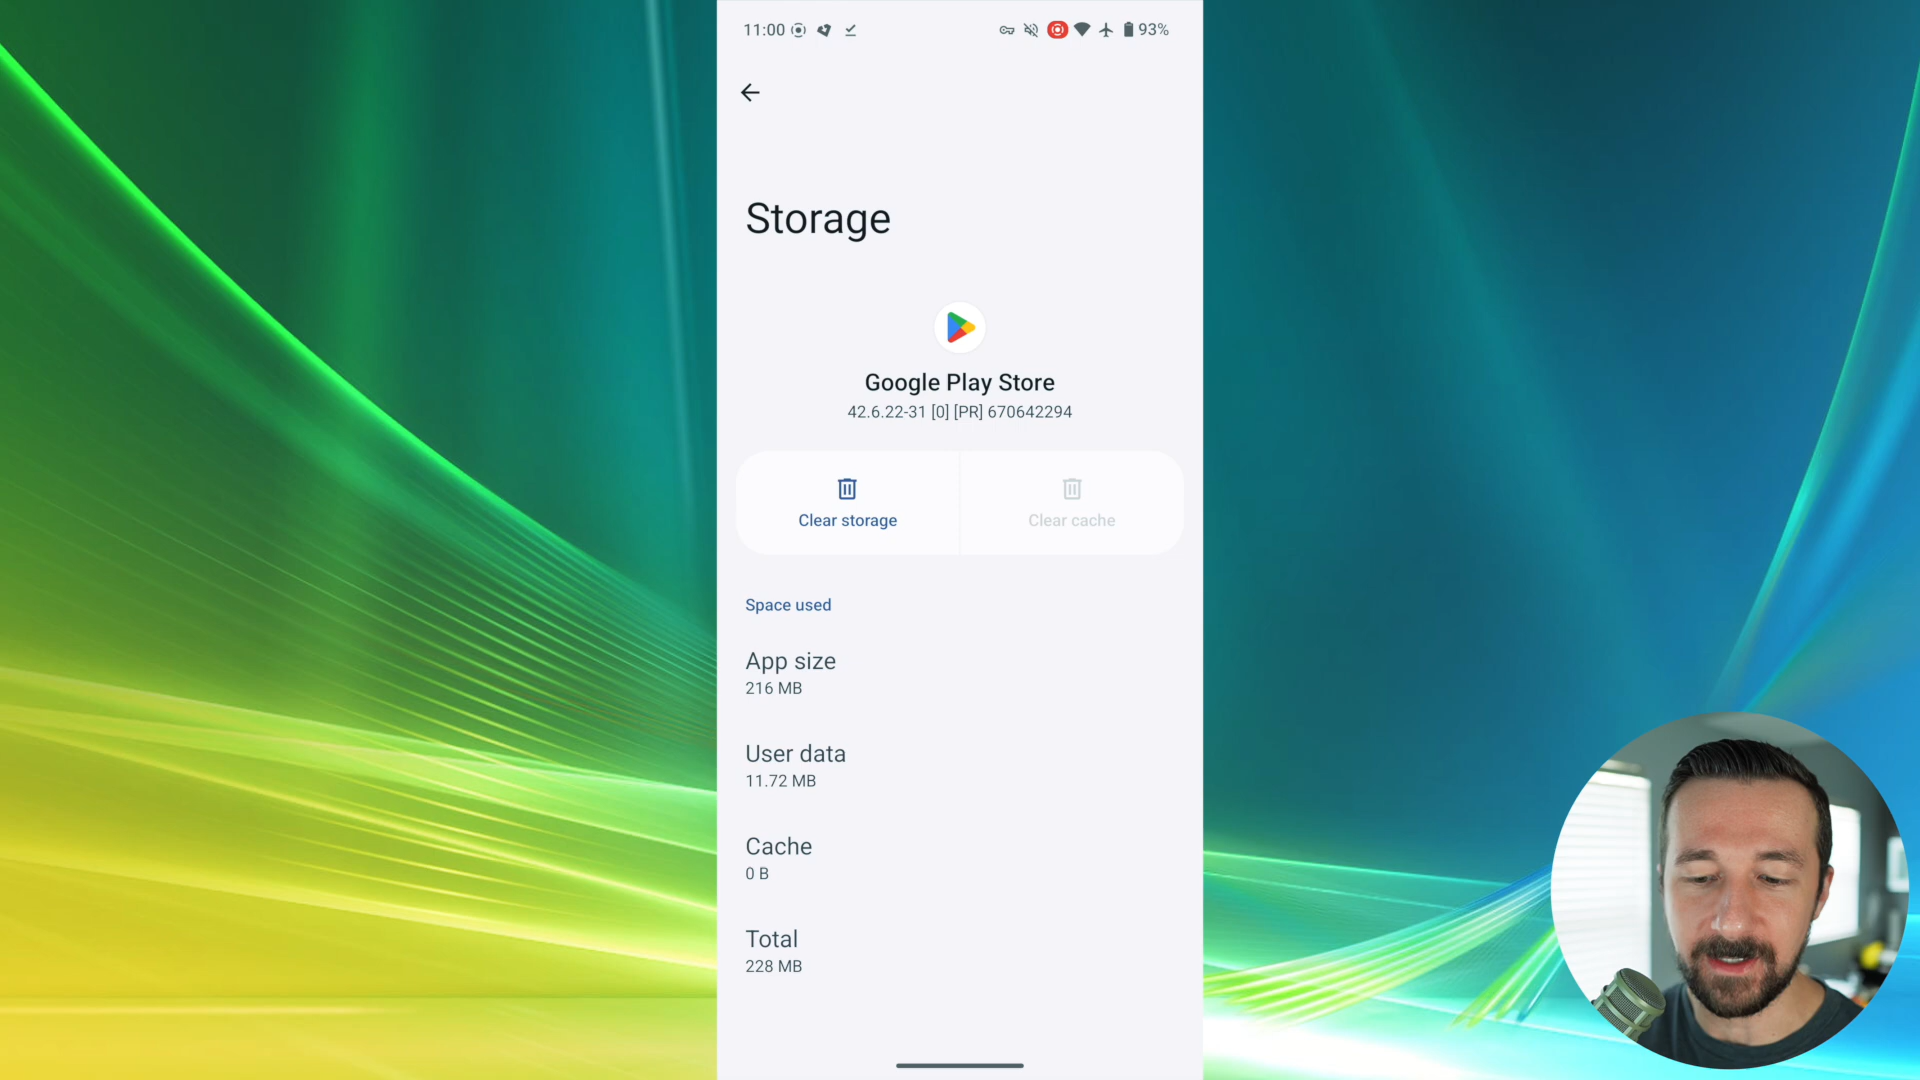 11:00
93%
Storage
Google Play Store
42.6.22-31 [0] [PR] 670642294
Clear storage
Clear cache
Space used
App size
216 MB
User data
11.72 MB
Cache
0 B
Total
228 MB